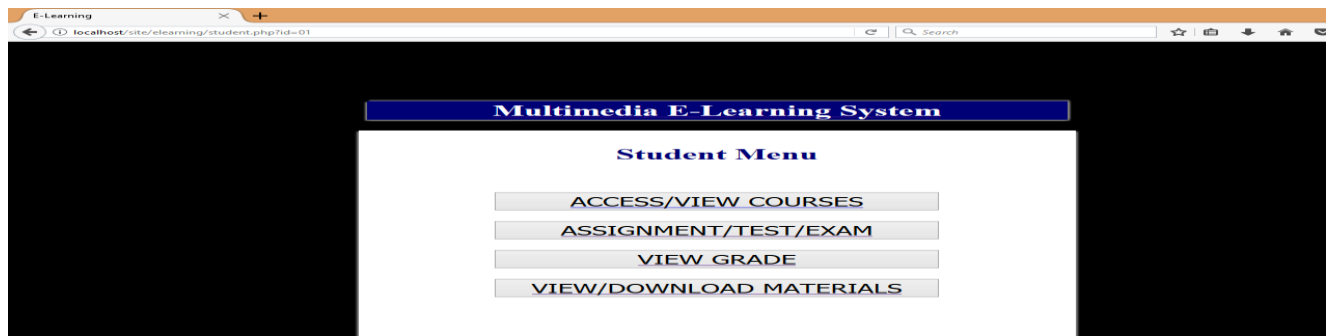 E-Learning
localhost/site/elearning/student.php?id=01
Search
Multimedia E-Learning System
Student Menu
ACCESS/VIEW COURSES
ASSIGNMENT/TEST/EXAM
VIEW GRADE
VIEW/DOWNLOAD MATERIALS